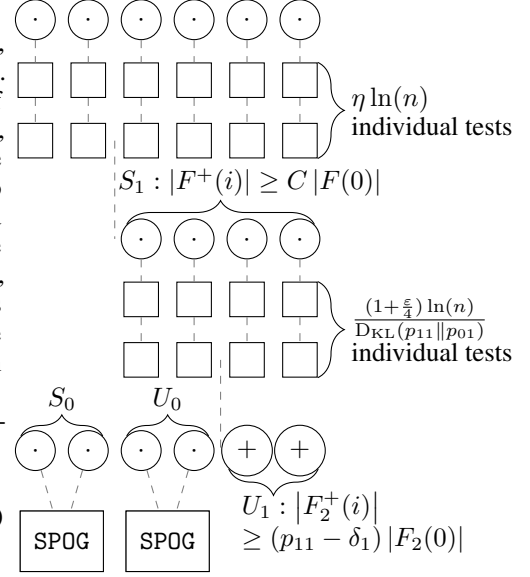 η ln(n)
individual tests
S₁ : |F⁺(i)| ≥ C |F(0)|
(1+ε/4) ln(n)
D_KL(p₁₁‖p₀₁)
individual tests
S₀ U₀
+ +
U₁ : |F₂⁺(i)|
≥ (p₁₁ − δ₁) |F₂(0)|
SPOG SPOG